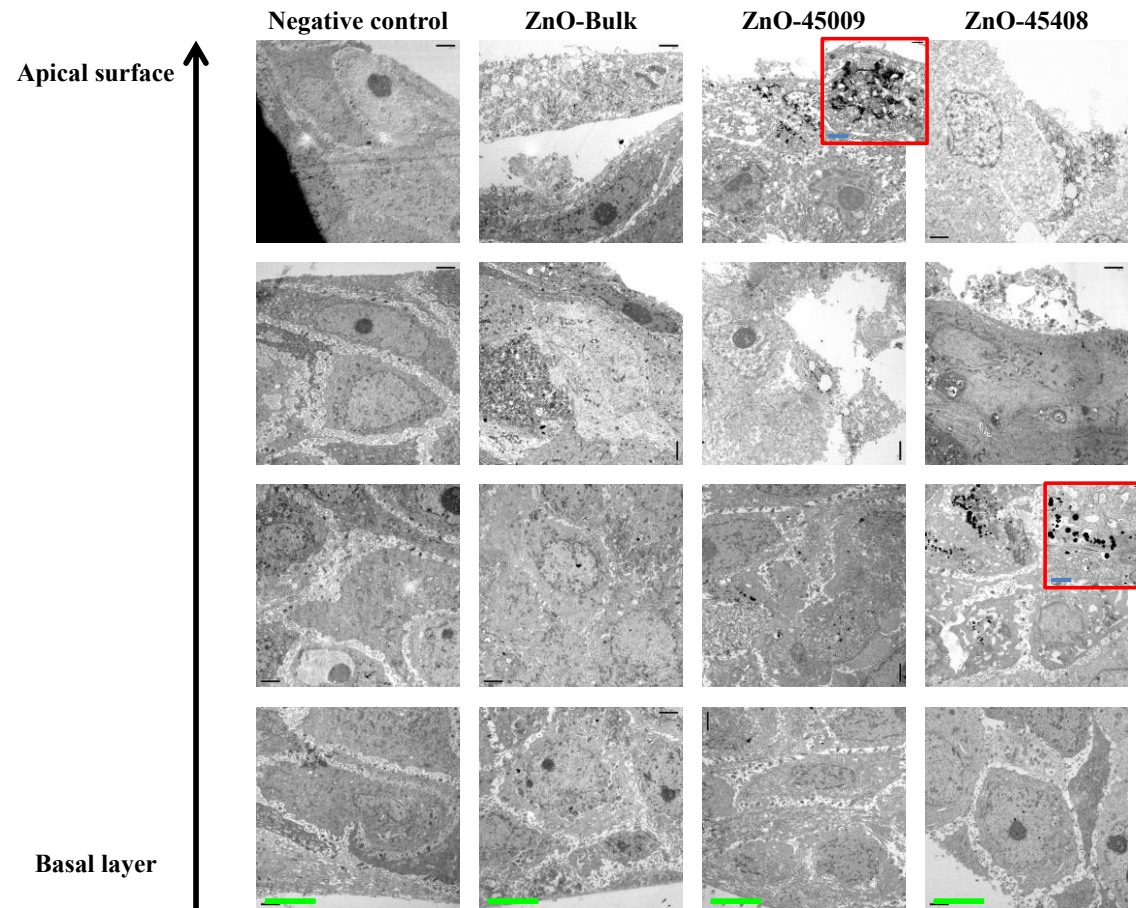 Negative control ZnO-Bulk ZnO-45009 ZnO-45408
Apical surface
Basal layer